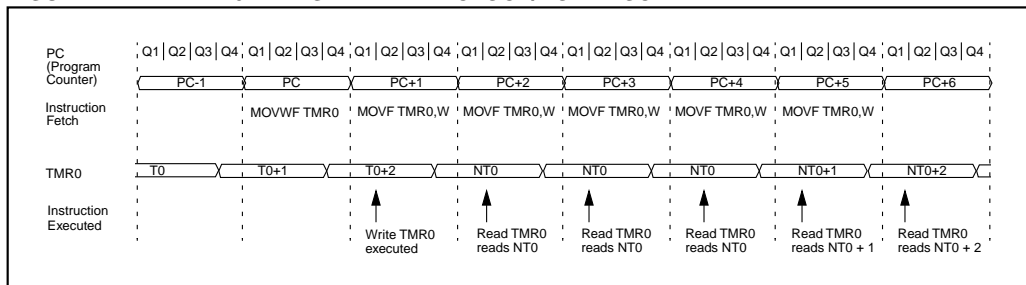 PC
(Program
Counter)
Q1 Q2 Q3 Q4 Q1 Q2 Q3 Q4 Q1 Q2 Q3 Q4 Q1 Q2 Q3 Q4 Q1 Q2 Q3 Q4 Q1 Q2 Q3 Q4 Q1 Q2 Q3 Q4 Q1 Q2 Q3 Q4
PC-1 PC PC+1 PC+2 PC+3 PC+4 PC+5 PC+6
Instruction
Fetch
MOVWF TMR0 MOVF TMR0,W MOVF TMR0,W MOVF TMR0,W MOVF TMR0,W MOVF TMR0,W
TMR0
T0 T0+1 T0+2 NT0 NT0 NT0 NT0+1 NT0+2
Instruction
Executed
Write TMR0
executed
Read TMR0
reads NT0
Read TMR0
reads NT0
Read TMR0
reads NT0
Read TMR0
reads NT0 + 1
Read TMR0
reads NT0 + 2